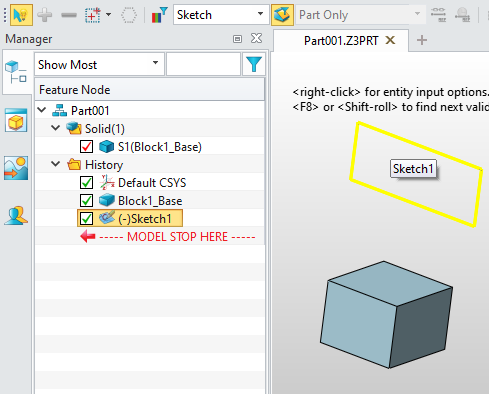 Sketch
Part Only
Manager
Part001.Z3PRT
Show Most
Feature Node
<right-click> for entity input options.
<F8> or <Shift-roll> to find next valid
Part001
Solid(1)
S1(Block1_Base)
History
Default CSYS
Block1_Base
(-)Sketch1
----- MODEL STOP HERE -----
Sketch1